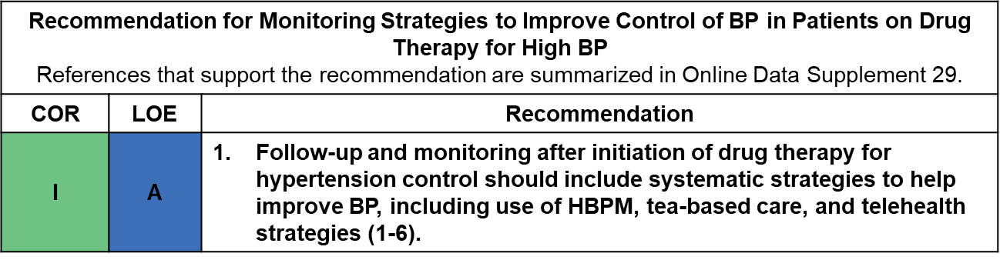 Recommendation for Monitoring Strategies to Improve Control of BP in Patients on Drug
Therapy for High BP
References that support the recommendation are summarized in Online Data Supplement 29.
COR LOE Recommendation
I A 1. Follow-up and monitoring after initiation of drug therapy for
hypertension control should include systematic strategies to help
improve BP, including use of HBPM, tea-based care, and telehealth
strategies (1-6).